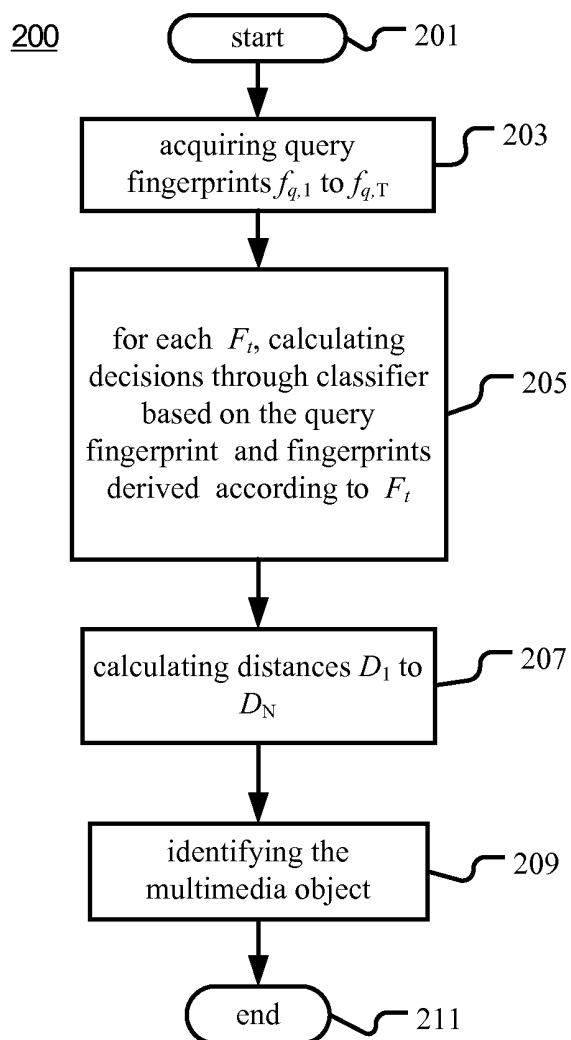 200
start
201
acquiring query
fingerprints f_{q,1} to f_{q,T}
203
for each F_t, calculating
decisions through classifier
based on the query
fingerprint and fingerprints
derived according to F_t
205
calculating distances D_1 to
D_N
207
identifying the
multimedia object
209
end
211